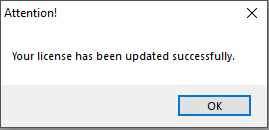 Attention!
Your license has been updated successfully.
OK